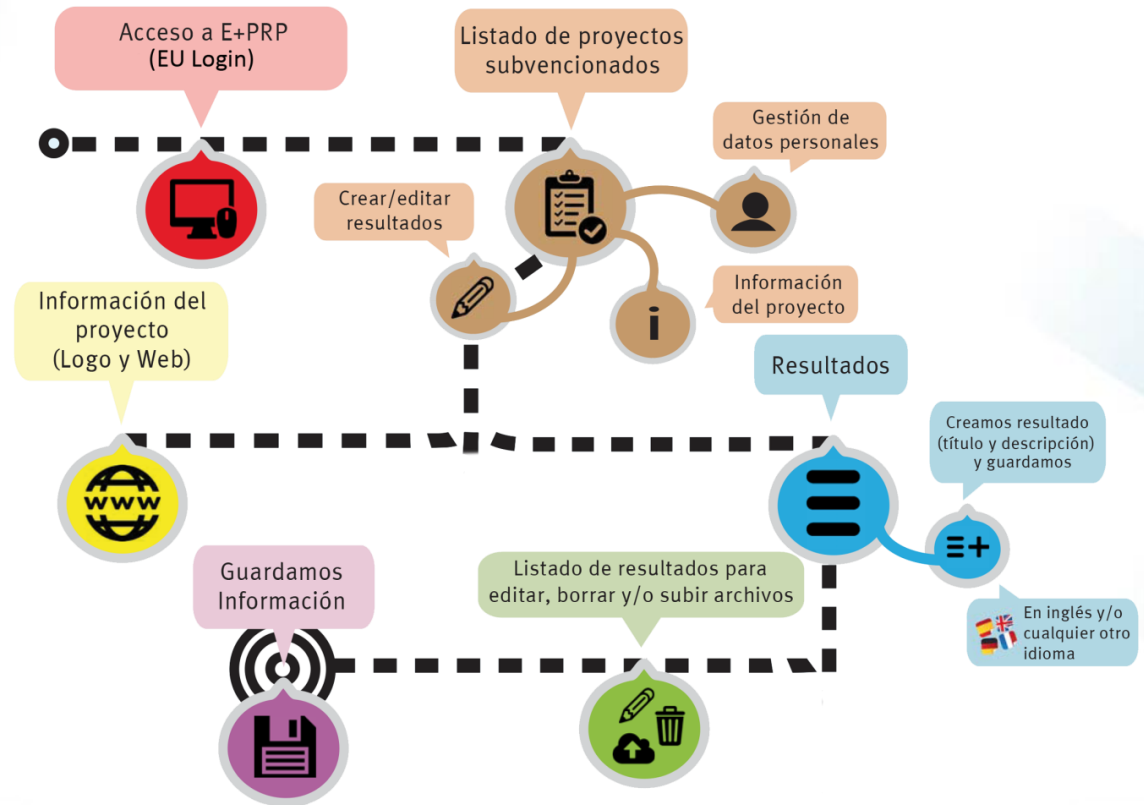 Acceso a E+PRP
(EU Login)
Listado de proyectos
subvencionados
Gestión de
datos personales
Crear/editar
resultados
Información
del proyecto
i
Información del
proyecto
(Logo y Web)
Resultados
Creamos resultado
(título y descripción)
y guardamos
www
Guardamos
Información
Listado de resultados para
editar, borrar y/o subir archivos
En inglés y/o
cualquier otro
idioma